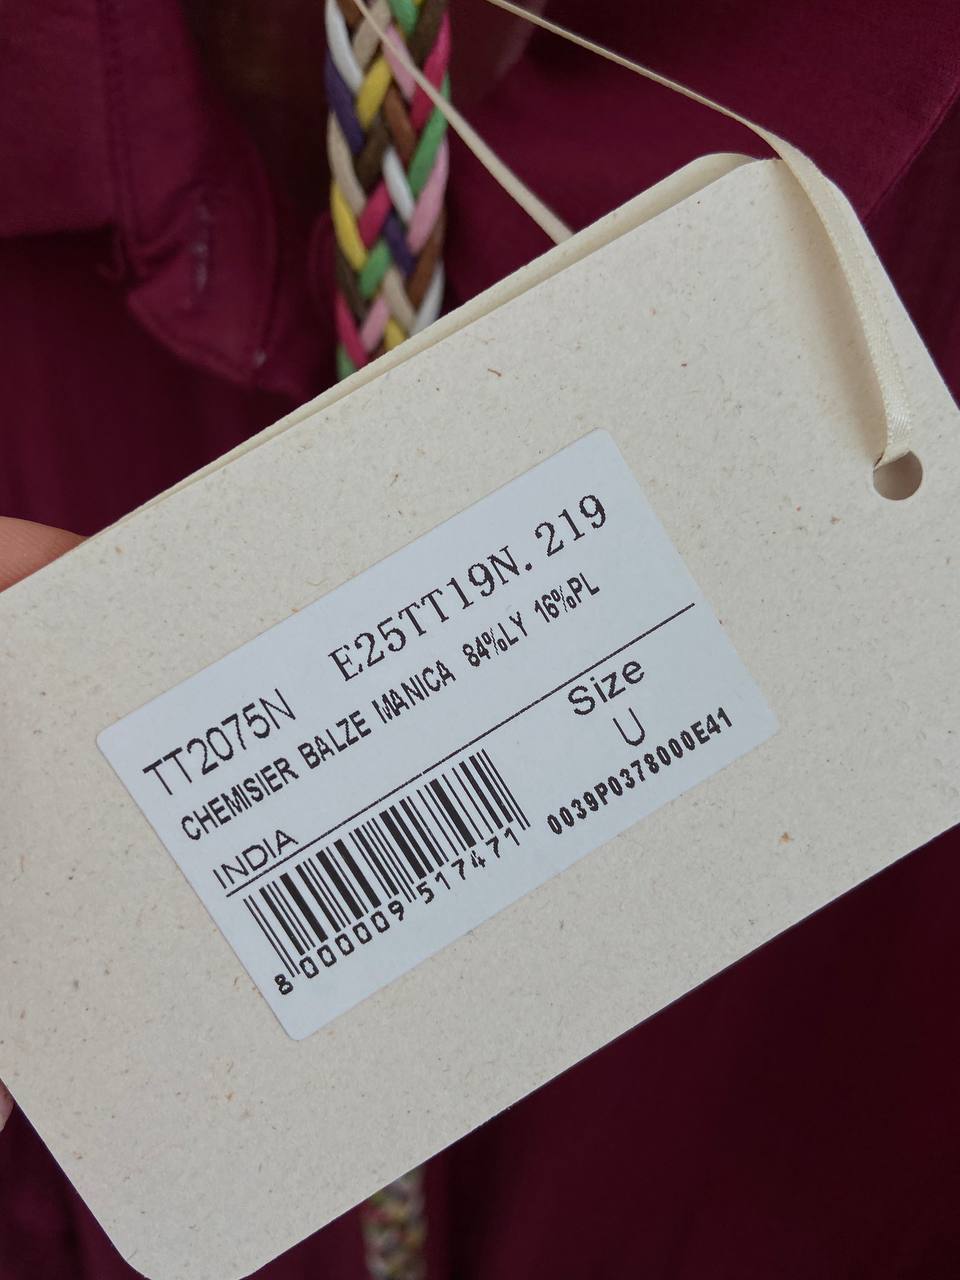 TT2075N E25TT19N. 219
CHEMISIER BALZE MANICA 84%LY 16%PL
INDIA
Size
U
8 000009 517471
0039P0378000E41